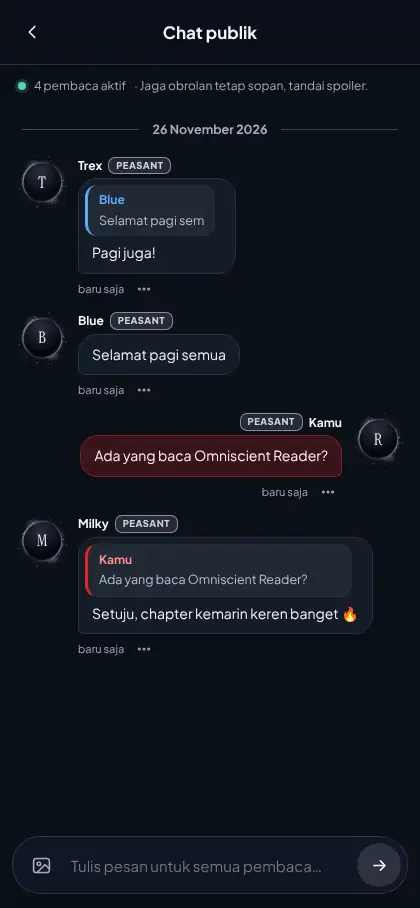 Chat publik
4 pembaca aktif · Jaga obrolan tetap sopan, tandai spoiler.
26 November 2026
T
Trex PEASANT
Blue
Selamat pagi sem
Pagi juga!
baru saja •••
B
Blue PEASANT
Selamat pagi semua
baru saja •••
PEASANT Kamu
R
Ada yang baca Omniscient Reader?
baru saja •••
M
Milky PEASANT
Kamu
Ada yang baca Omniscient Reader?
Setuju, chapter kemarin keren banget 🔥
baru saja •••
Tulis pesan untuk semua pembaca...